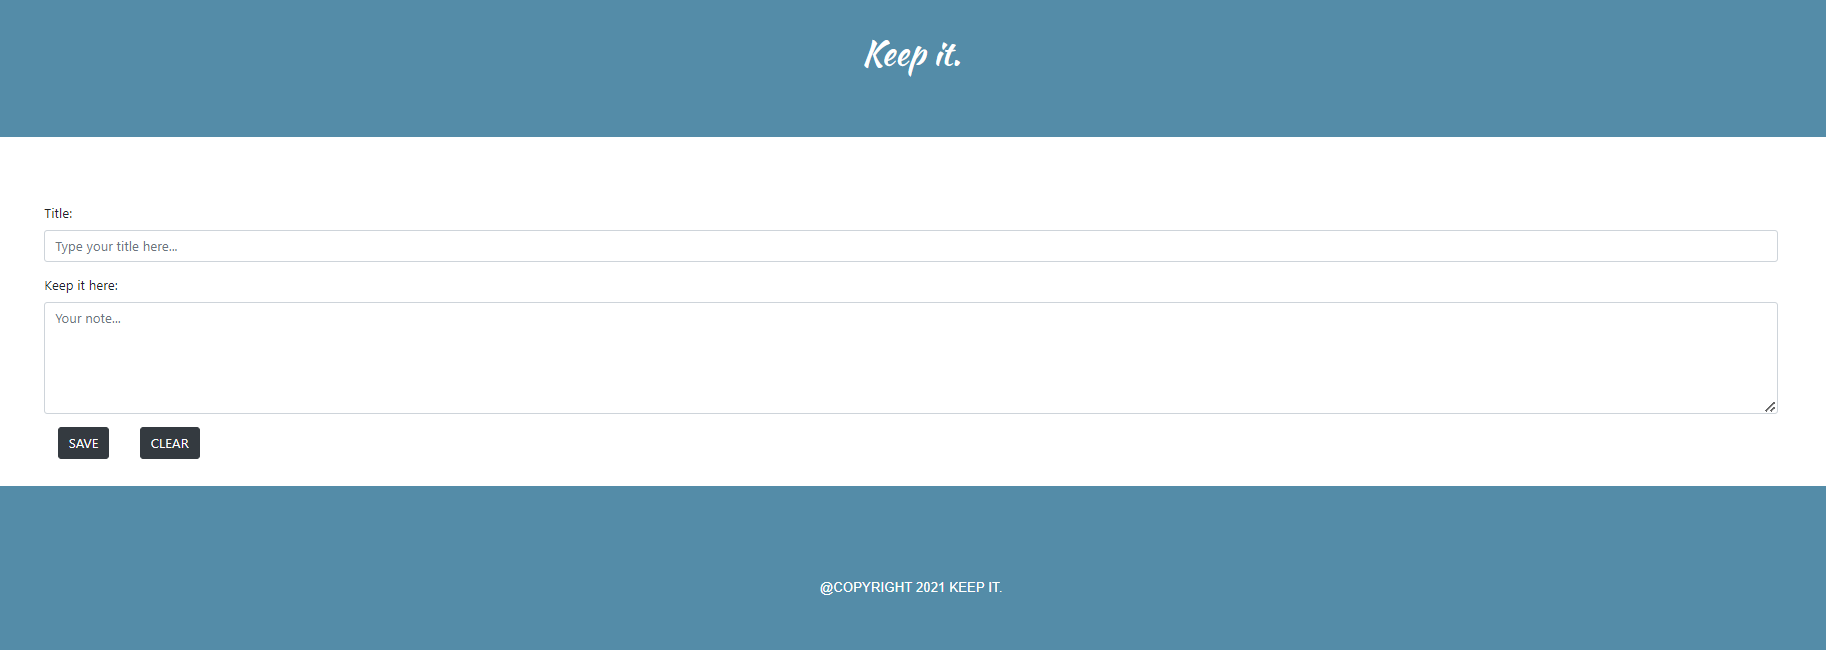 Keep it.
Title:
Type your title here...
Keep it here:
Your note...
SAVE CLEAR
@COPYRIGHT 2021 KEEP IT.